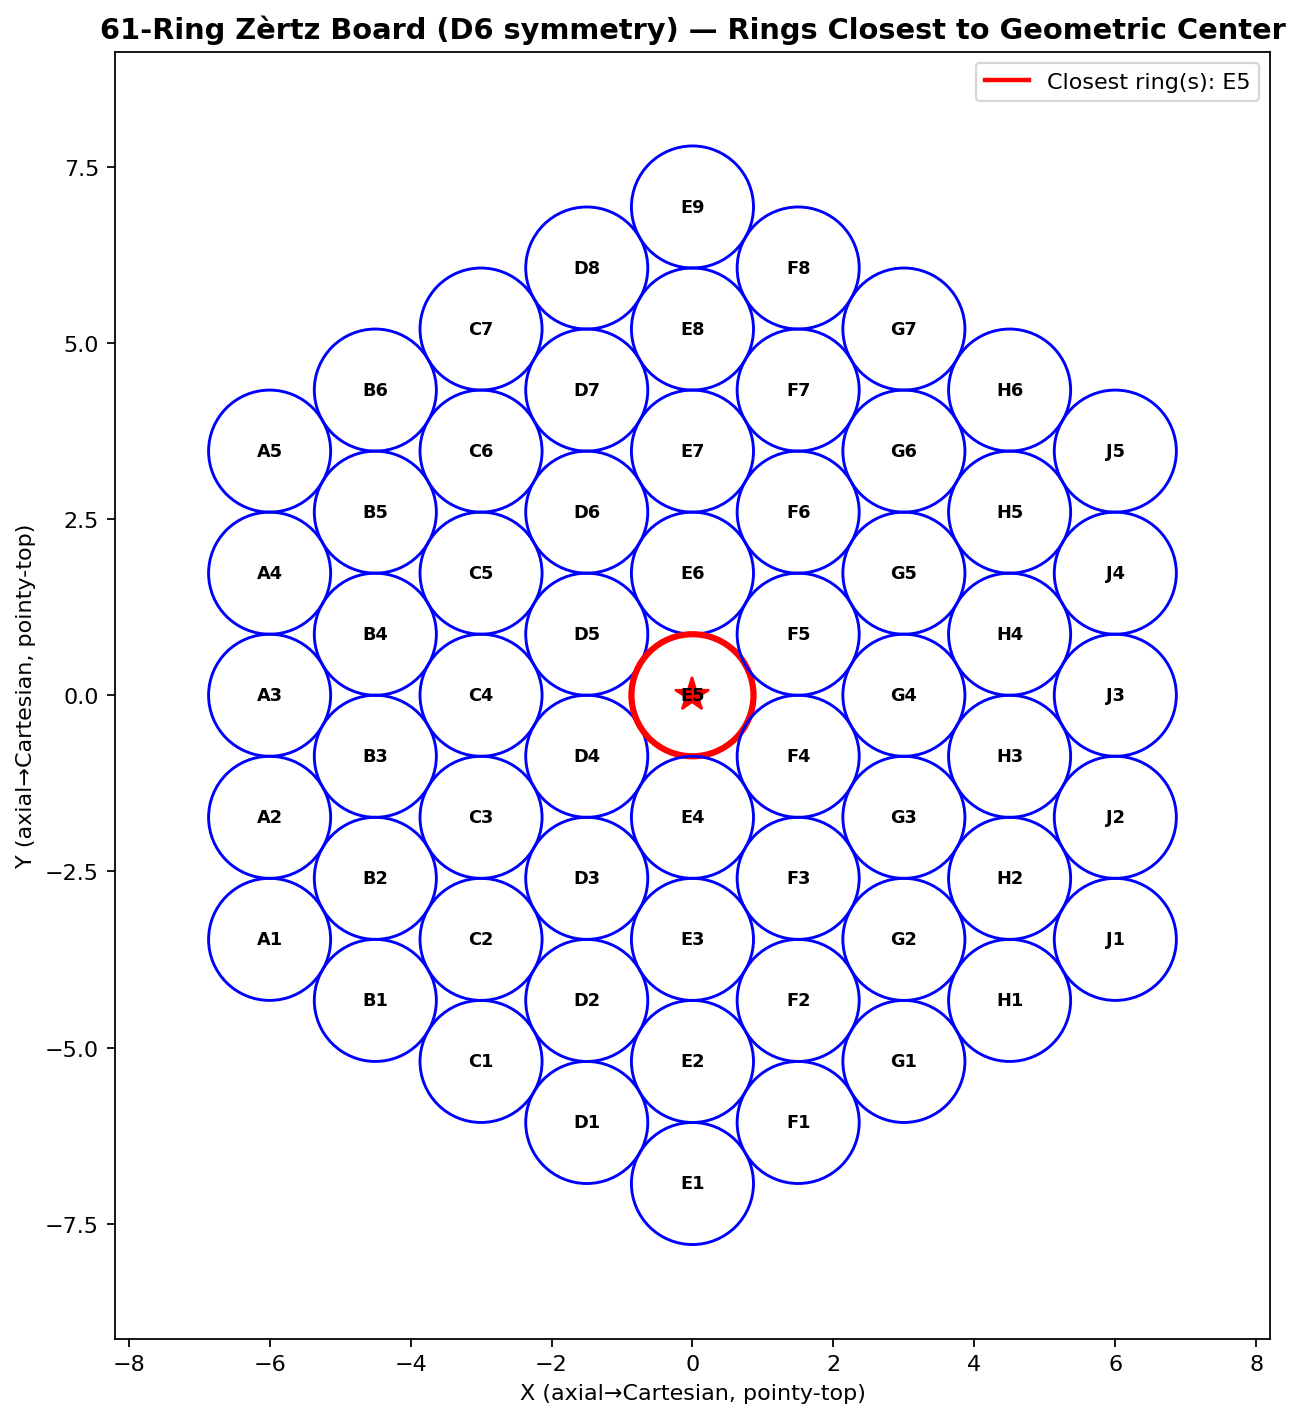 61-Ring Zèrtz Board (D6 symmetry) — Rings Closest to Geometric Center
Closest ring(s): E5
7.5
E9
D8 F8
C7 E8 G7
5.0
B6 D7 F7 H6
A5 C6 E7 G6 J5
B5 D6 F6 H5
2.5
A4 C5 E6 G5 J4
B4 D5 F5 H4
0.0
A3 C4 E5 G4 J3
B3 D4 F4 H3
A2 C3 E4 G3 J2
B2 D3 F3 H2
−2.5
A1 C2 E3 G2 J1
B1 D2 F2 H1
−5.0
C1 E2 G1
D1 F1
E1
−7.5
Y (axial→Cartesian, pointy-top)
−8 −6 −4 −2 0 2 4 6 8
X (axial→Cartesian, pointy-top)